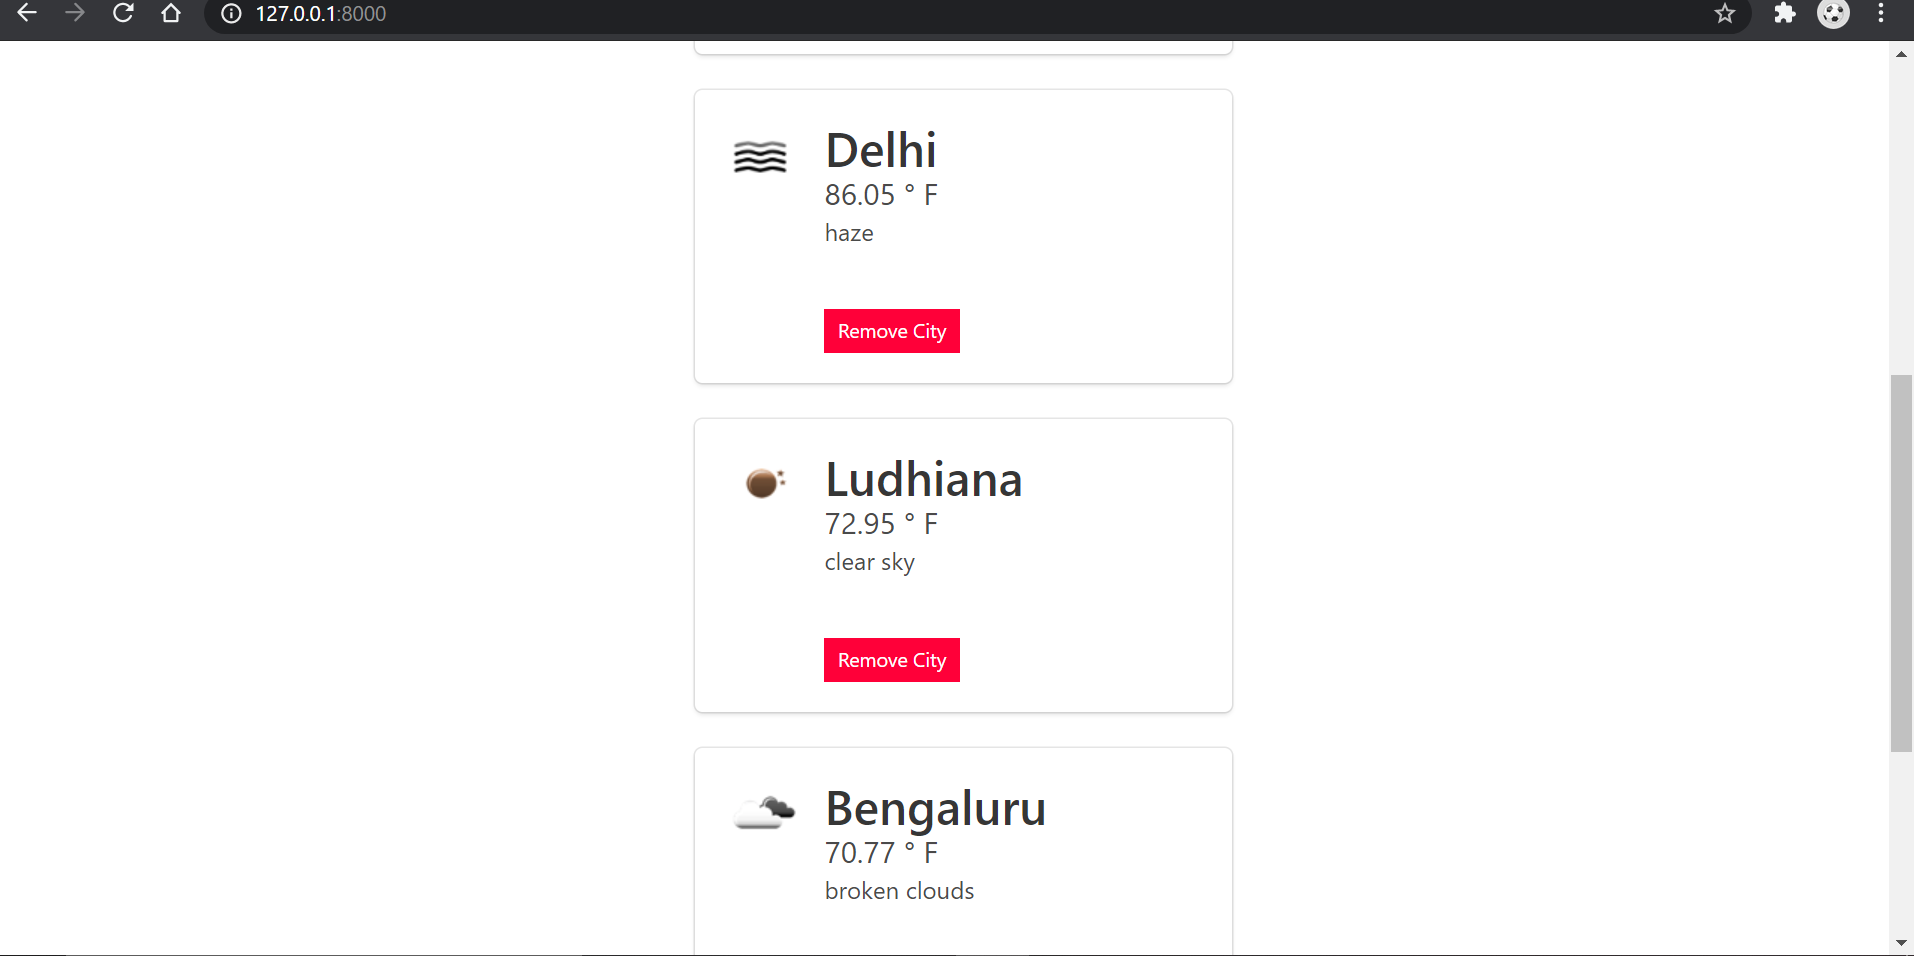 127.0.0.1:8000
Delhi
86.05 ° F
haze
Remove City
Ludhiana
72.95 ° F
clear sky
Remove City
Bengaluru
70.77 ° F
broken clouds